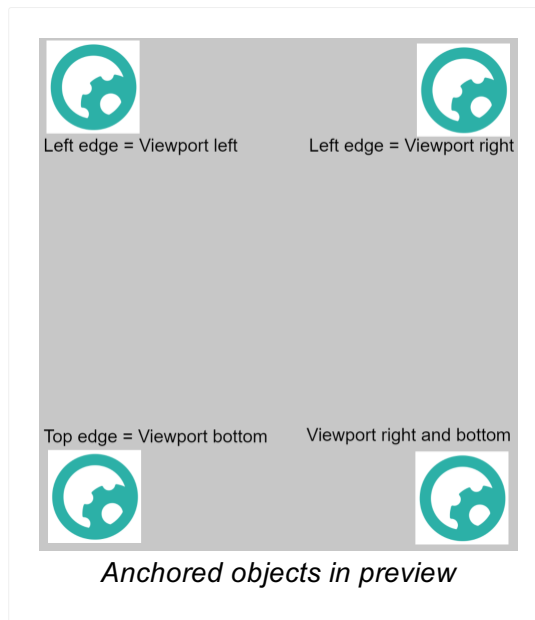 Left edge = Viewport left
Left edge = Viewport right
Top edge = Viewport bottom
Viewport right and bottom
Anchored objects in preview